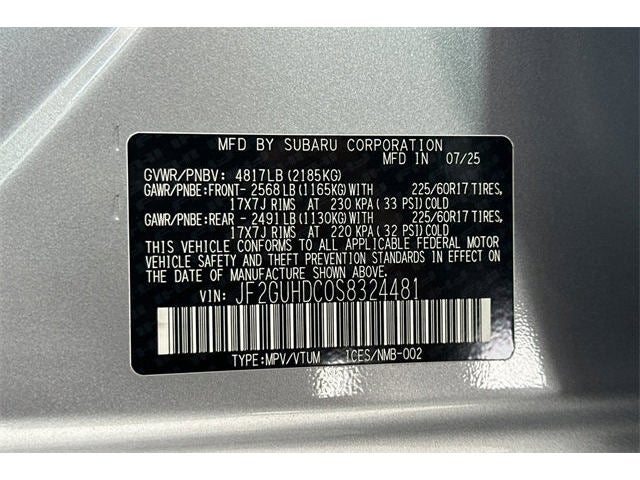 MFD BY SUBARU CORPORATION
MFD IN 07/25
GVWR/PNBV: 4817LB (2185KG)
GAWR/PNBE:FRONT- 2568LB (1165KG)WITH 225/60R17 TIRES,
17X7J RIMS AT 230 KPA (33 PSI)COLD
GAWR/PNBE:REAR - 2491LB (1130KG)WITH 225/60R17 TIRES,
17X7J RIMS AT 220 KPA (32 PSI)COLD
THIS VEHICLE CONFORMS TO ALL APPLICABLE FEDERAL MOTOR
VEHICLE SAFETY AND THEFT PREVENTION STANDARDS IN EFFECT ON
THE DATE OF MANUFACTURE SHOWN ABOVE.
VIN: JF2GUHDC0S8324481
TYPE:MPV/VTUM ICES/NMB-002